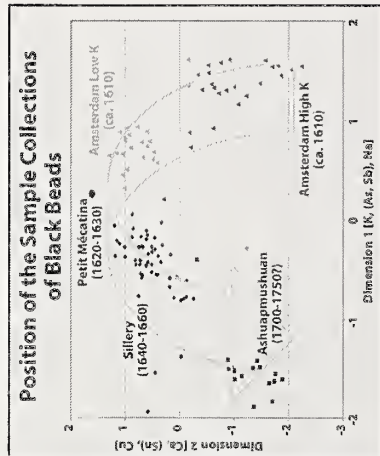 Position of the Sample Collections
of Black Beads
Petit Mécatina
(1620-1630)
Amsterdam Low K
(ca. 1610)
Sillery
(1640-1660)
Ashuapmushuan
(1700-1750?)
Amsterdam High K
(ca. 1610)
Dimension 2 [Ca, (Sn), Cu]
2
1
0
-1
-2
-2
-1
0
1
2
Dimension 1 [K, (As, Sb), Na]